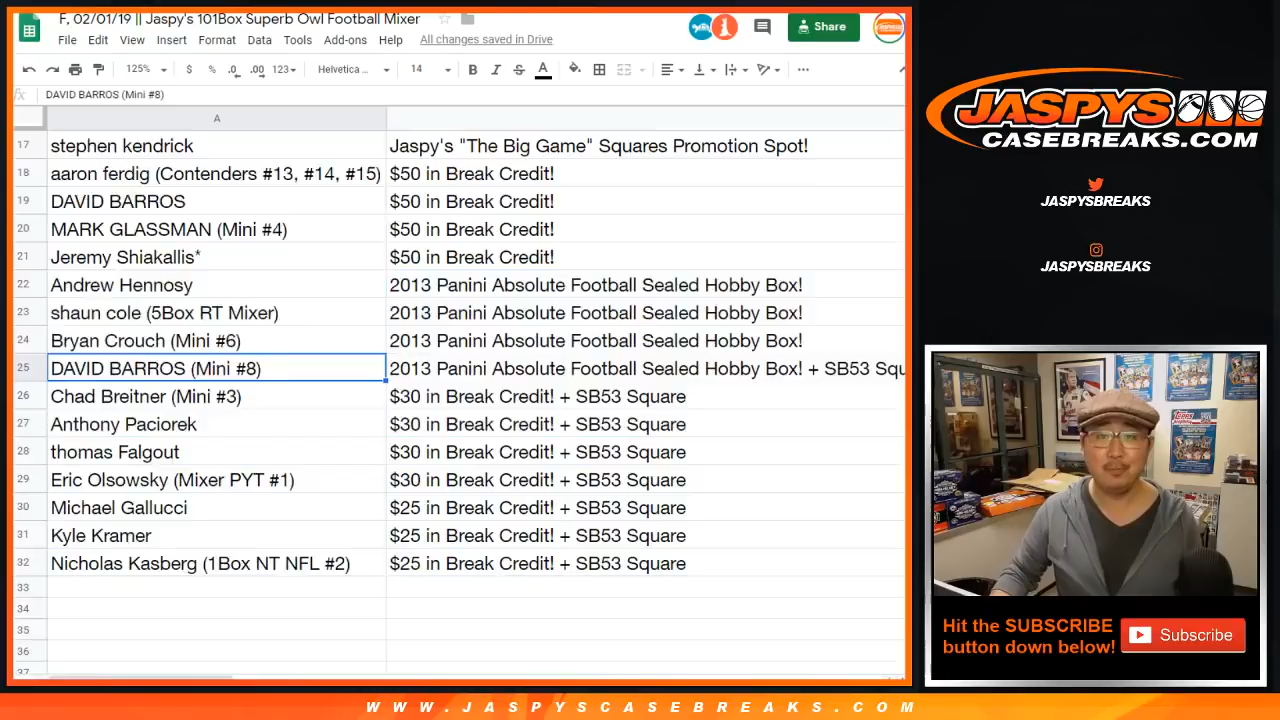 F, 02/01/19 || Jaspy's 101Box Superb Owl Football Mixer
File Edit View Insert Format Data Tools Add-ons Help All changes saved in Drive
Share
125% $ % .0 .00 123 Helvetica ... 14 B I S A
fx DAVID BARROS (Mini #8)
A
17 stephen kendrick Jaspy's "The Big Game" Squares Promotion Spot!
18 aaron ferdig (Contenders #13, #14, #15) $50 in Break Credit!
19 DAVID BARROS $50 in Break Credit!
20 MARK GLASSMAN (Mini #4) $50 in Break Credit!
21 Jeremy Shiakallis* $50 in Break Credit!
22 Andrew Hennosy 2013 Panini Absolute Football Sealed Hobby Box!
23 shaun cole (5Box RT Mixer) 2013 Panini Absolute Football Sealed Hobby Box!
24 Bryan Crouch (Mini #6) 2013 Panini Absolute Football Sealed Hobby Box!
25 DAVID BARROS (Mini #8) 2013 Panini Absolute Football Sealed Hobby Box! + SB53 Squ
26 Chad Breitner (Mini #3) $30 in Break Credit! + SB53 Square
27 Anthony Paciorek $30 in Break Credit! + SB53 Square
28 thomas Falgout $30 in Break Credit! + SB53 Square
29 Eric Olsowsky (Mixer PYT #1) $30 in Break Credit! + SB53 Square
30 Michael Gallucci $25 in Break Credit! + SB53 Square
31 Kyle Kramer $25 in Break Credit! + SB53 Square
32 Nicholas Kasberg (1Box NT NFL #2) $25 in Break Credit! + SB53 Square
33
34
35
36
37
JASPYS
CASEBREAKS.COM
JASPYSBREAKS
JASPYSBREAKS
Hit the SUBSCRIBE
button down below!
Subscribe
WWW.JASPYSCASEBREAKS.COM